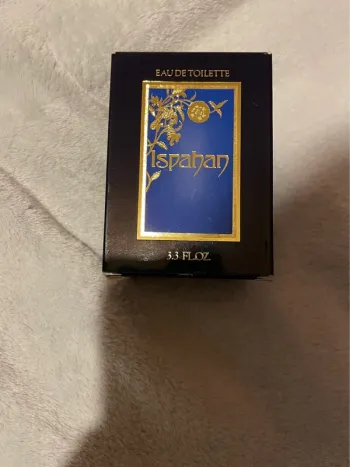 EAU DE TOILETTE
Ispahan
3.3 FL.OZ.